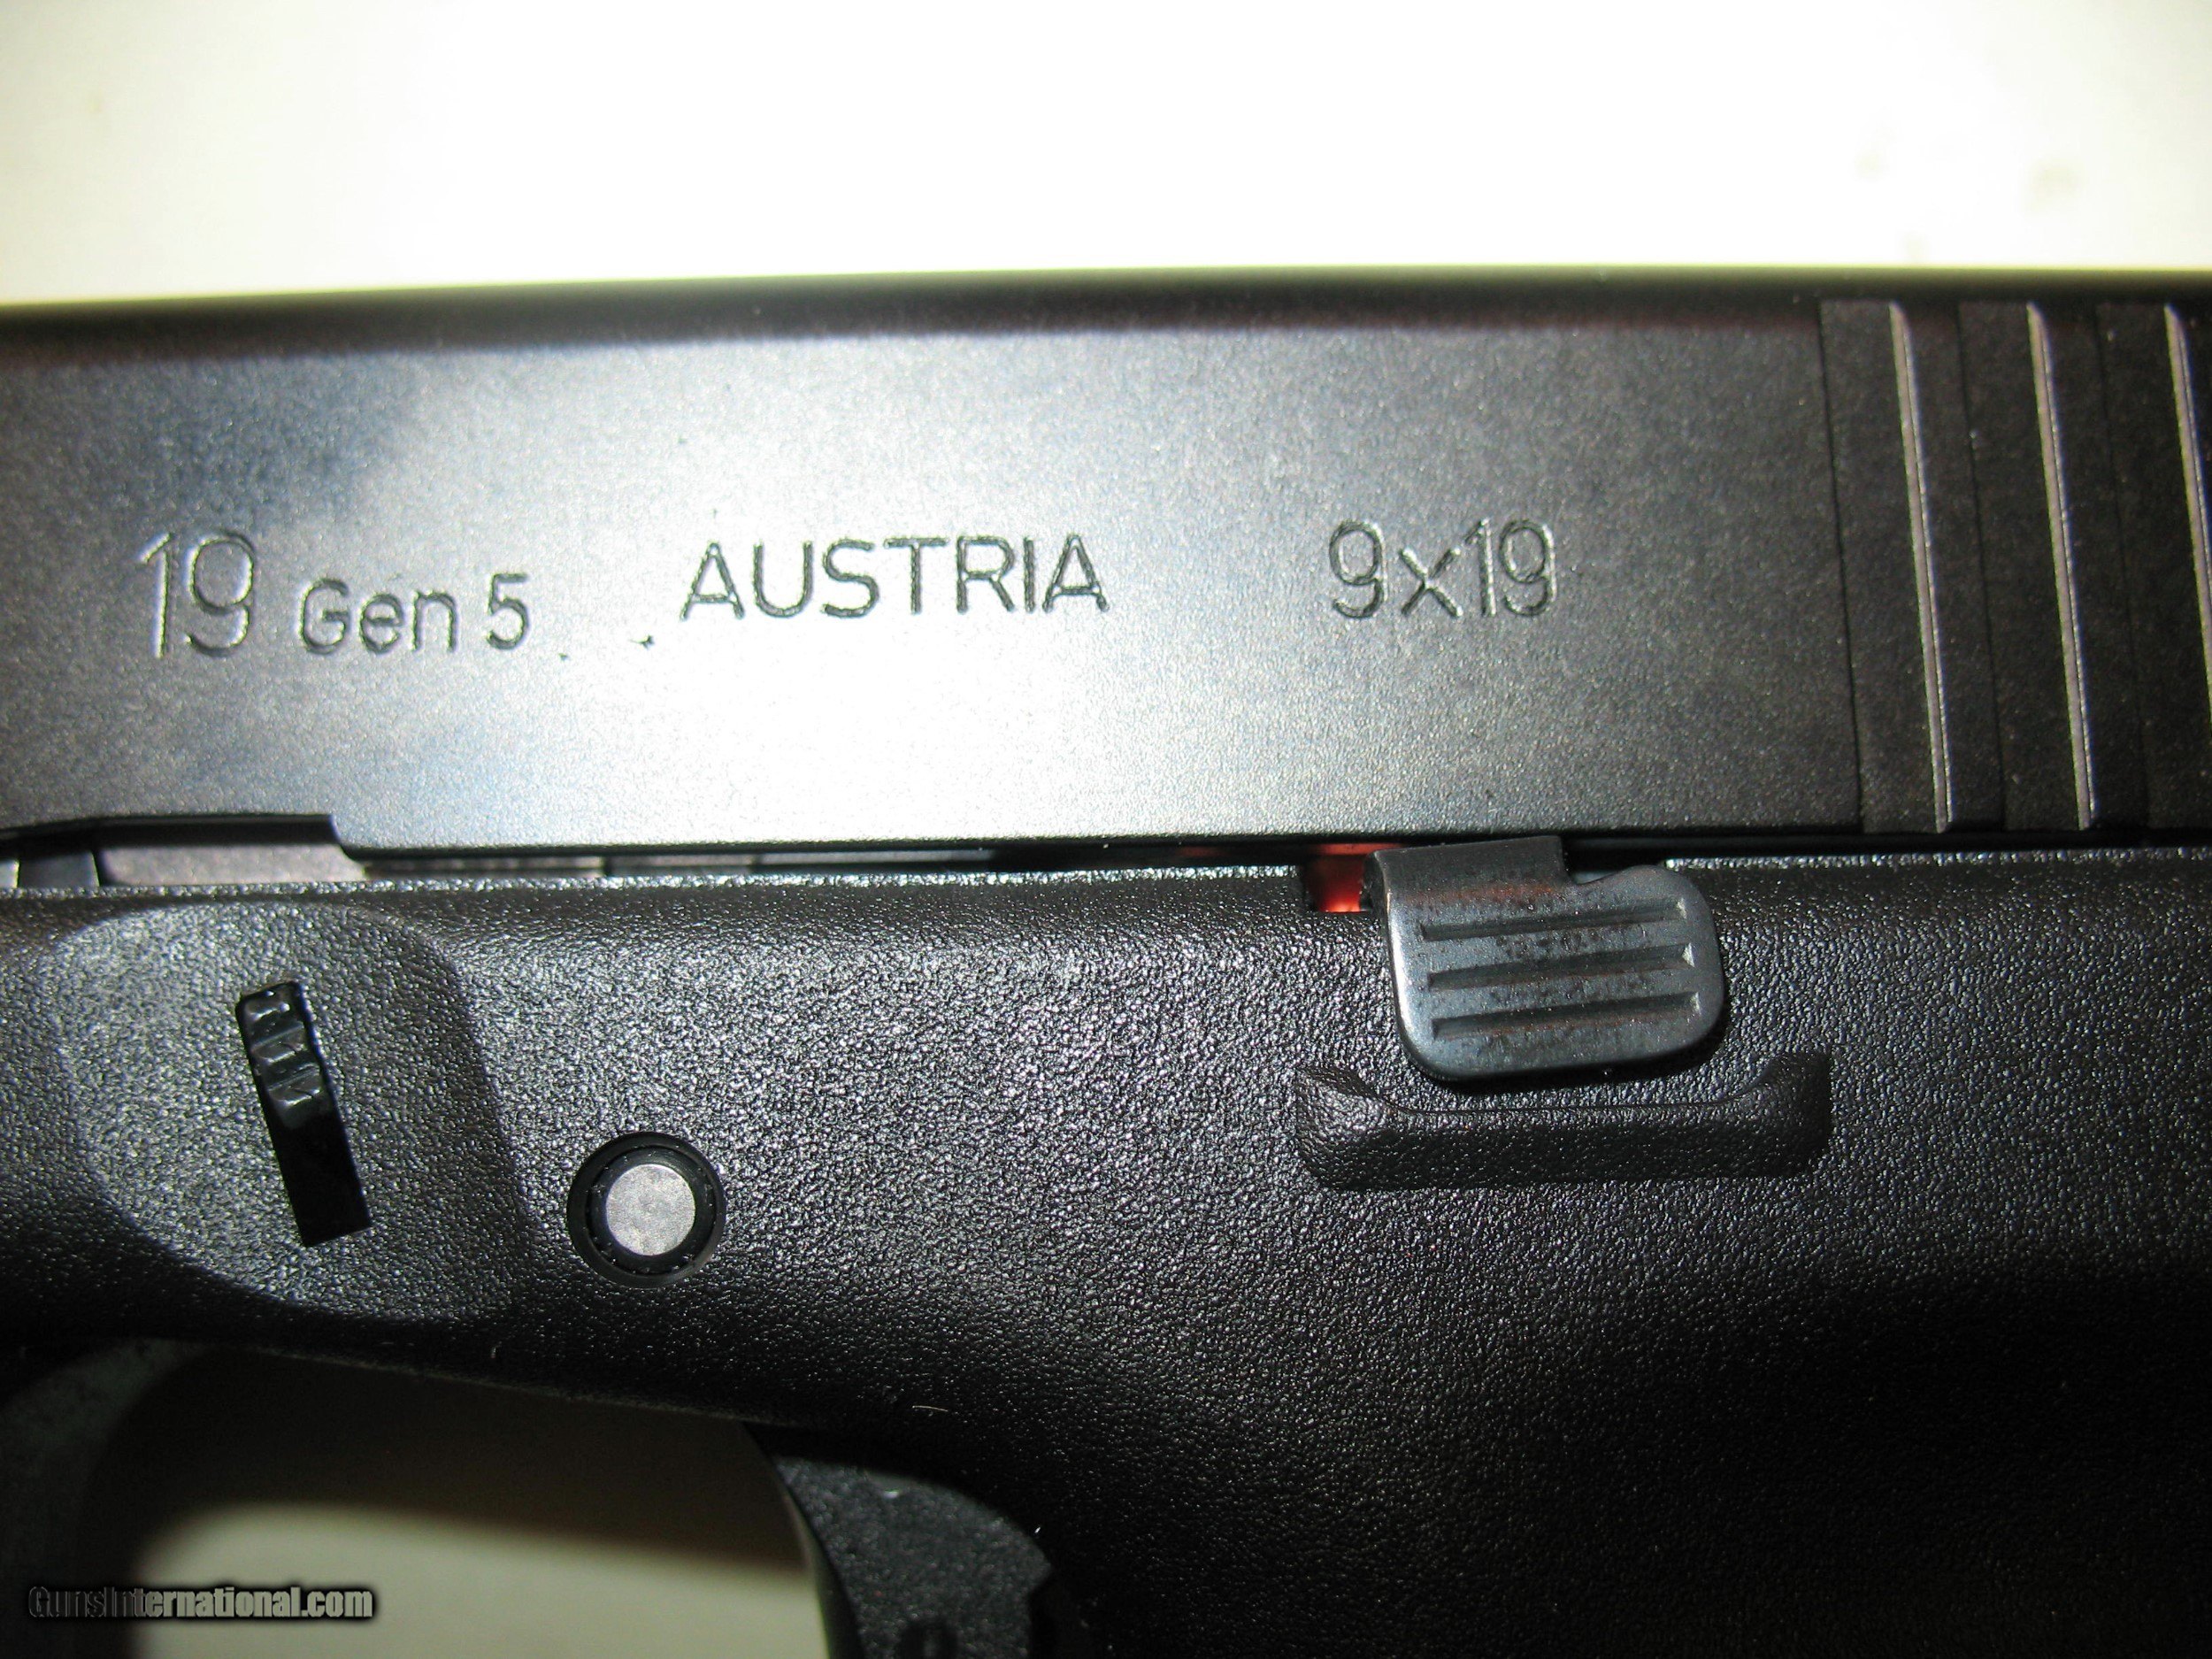 19 Gen 5 AUSTRIA 9x19
GunsInternational.com